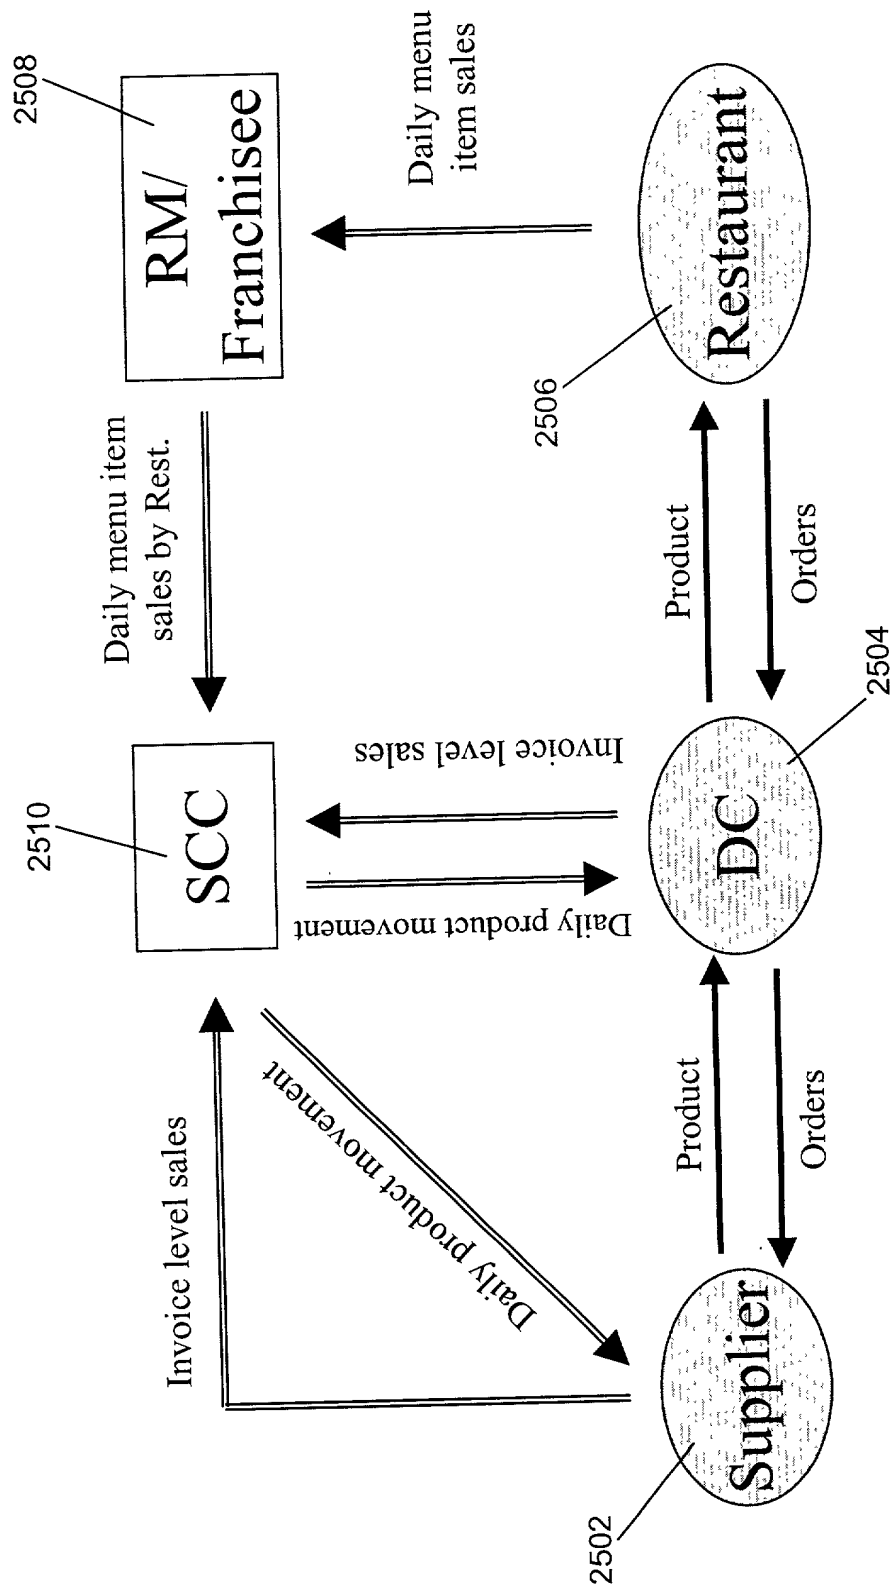 Invoice level sales
Daily menu item
sales by Rest.
2510
2508
SCC
RM/
Franchisee
Daily product movement
Daily product movement
Invoice level sales
Daily menu
item sales
2502
Supplier
Product
Orders
DC
2504
Product
Orders
2506
Restaurant